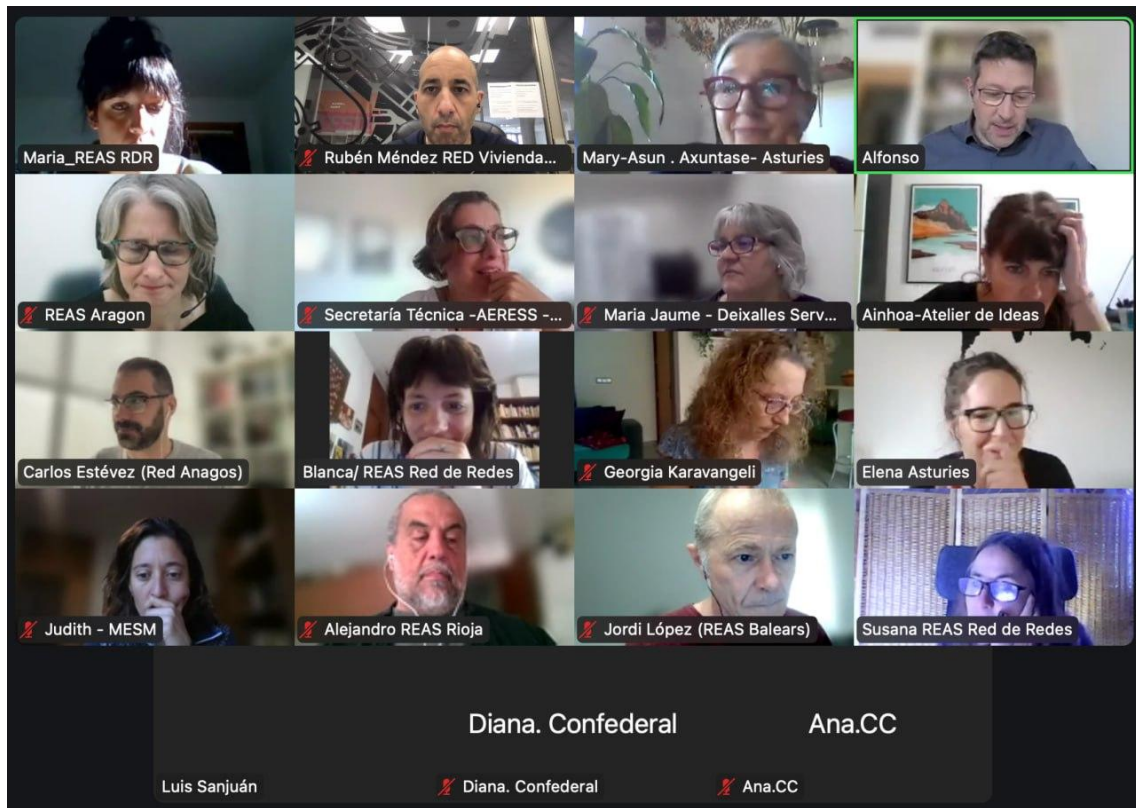 Maria_REAS RDR
Rubén Méndez RED Vivienda...
Mary-Asun . Axuntase- Asturies
Alfonso
REAS Aragon
Secretaría Técnica -AERESS -...
Maria Jaume - Deixalles Serv...
Ainhoa-Atelier de Ideas
Carlos Estévez (Red Anagos)
Blanca/ REAS Red de Redes
Georgia Karavangeli
Elena Asturies
Judith - MESM
Alejandro REAS Rioja
Jordi López (REAS Balears)
Susana REAS Red de Redes
Diana. Confederal
Ana.CC
Luis Sanjuán
Diana. Confederal
Ana.CC